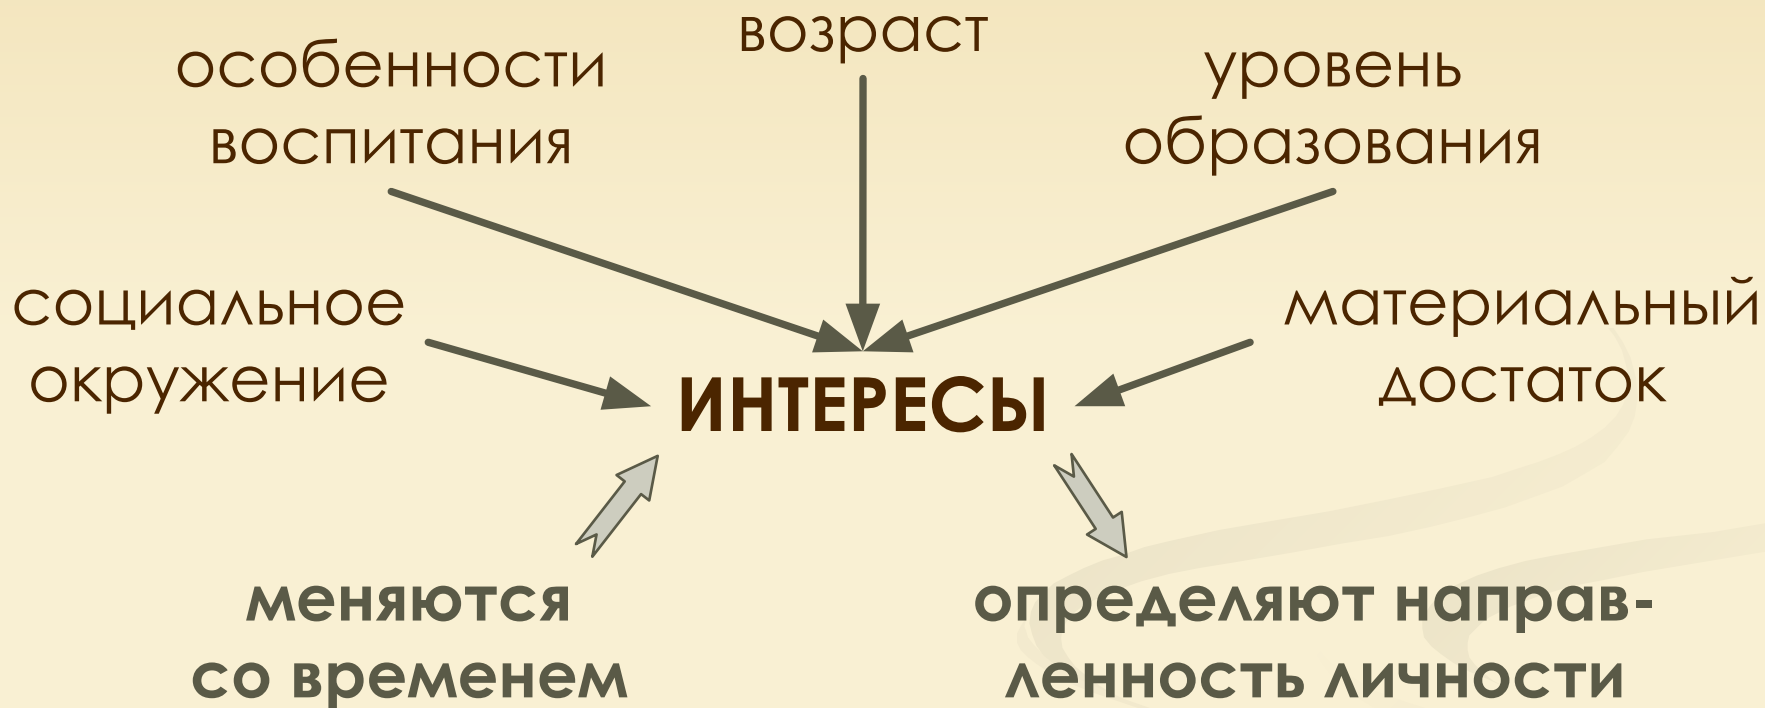 возраст
особенности
воспитания
уровень
образования
социальное
окружение
материальный
достаток
ИНТЕРЕСЫ
меняются
со временем
определяют направ-
ленность личности